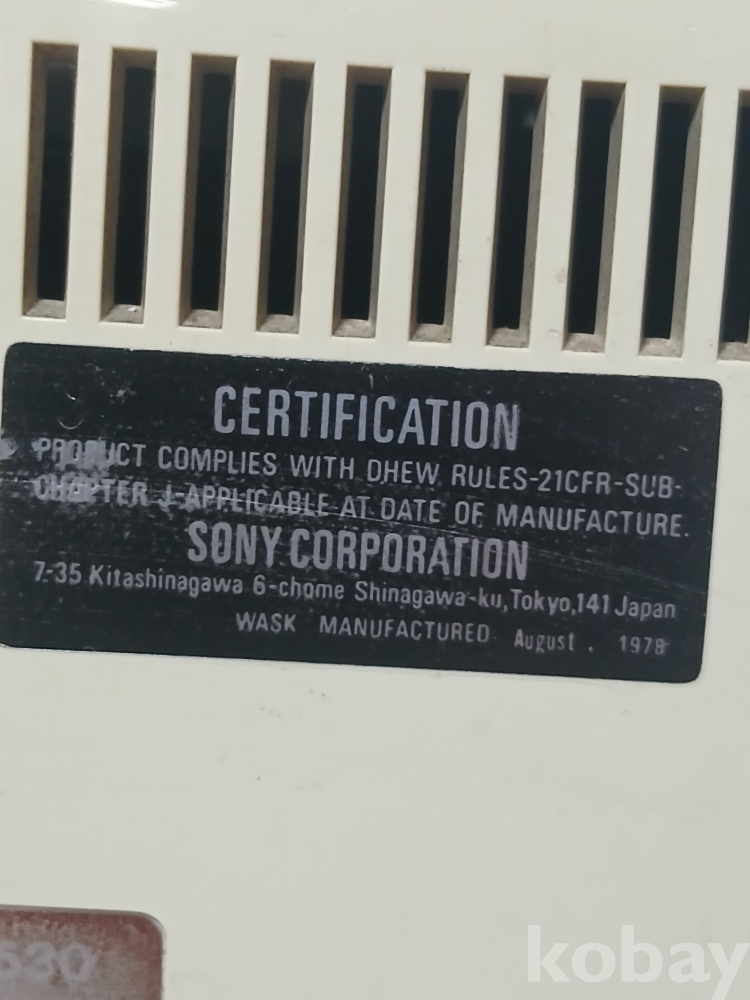 CERTIFICATION
PRODUCT COMPLIES WITH DHEW RULES-21CFR-SUB-
CHAPTER J-APPLICABLE AT DATE OF MANUFACTURE.
SONY CORPORATION
7-35 Kitashinagawa 6-chome Shinagawa-ku, Tokyo, 141 Japan
WASK MANUFACTURED August . 1978
530
kobay